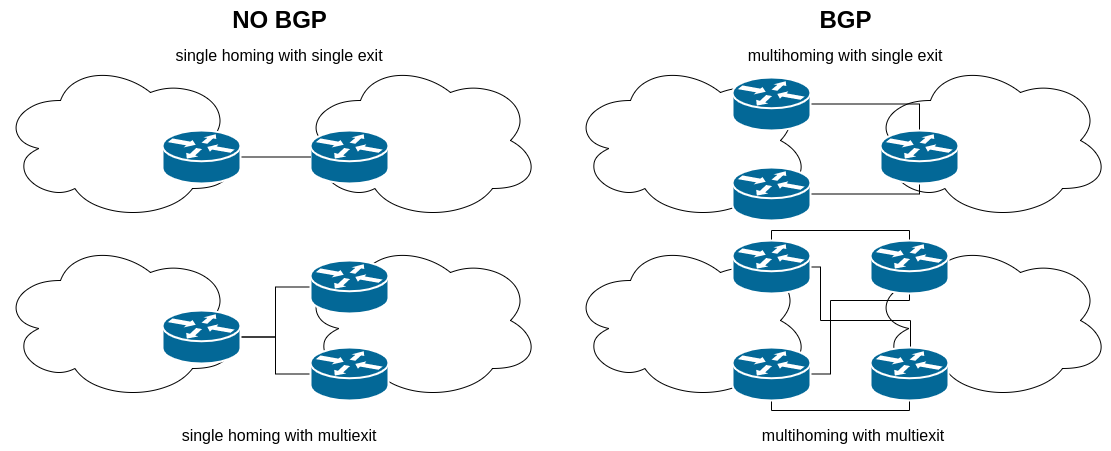 NO BGP
BGP
single homing with single exit
multihoming with single exit
single homing with multiexit
multihoming with multiexit